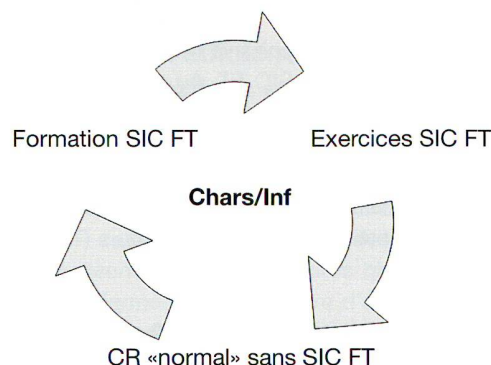 Formation SIC FT
Exercices SIC FT
Chars/Inf
CR «normal» sans SIC FT